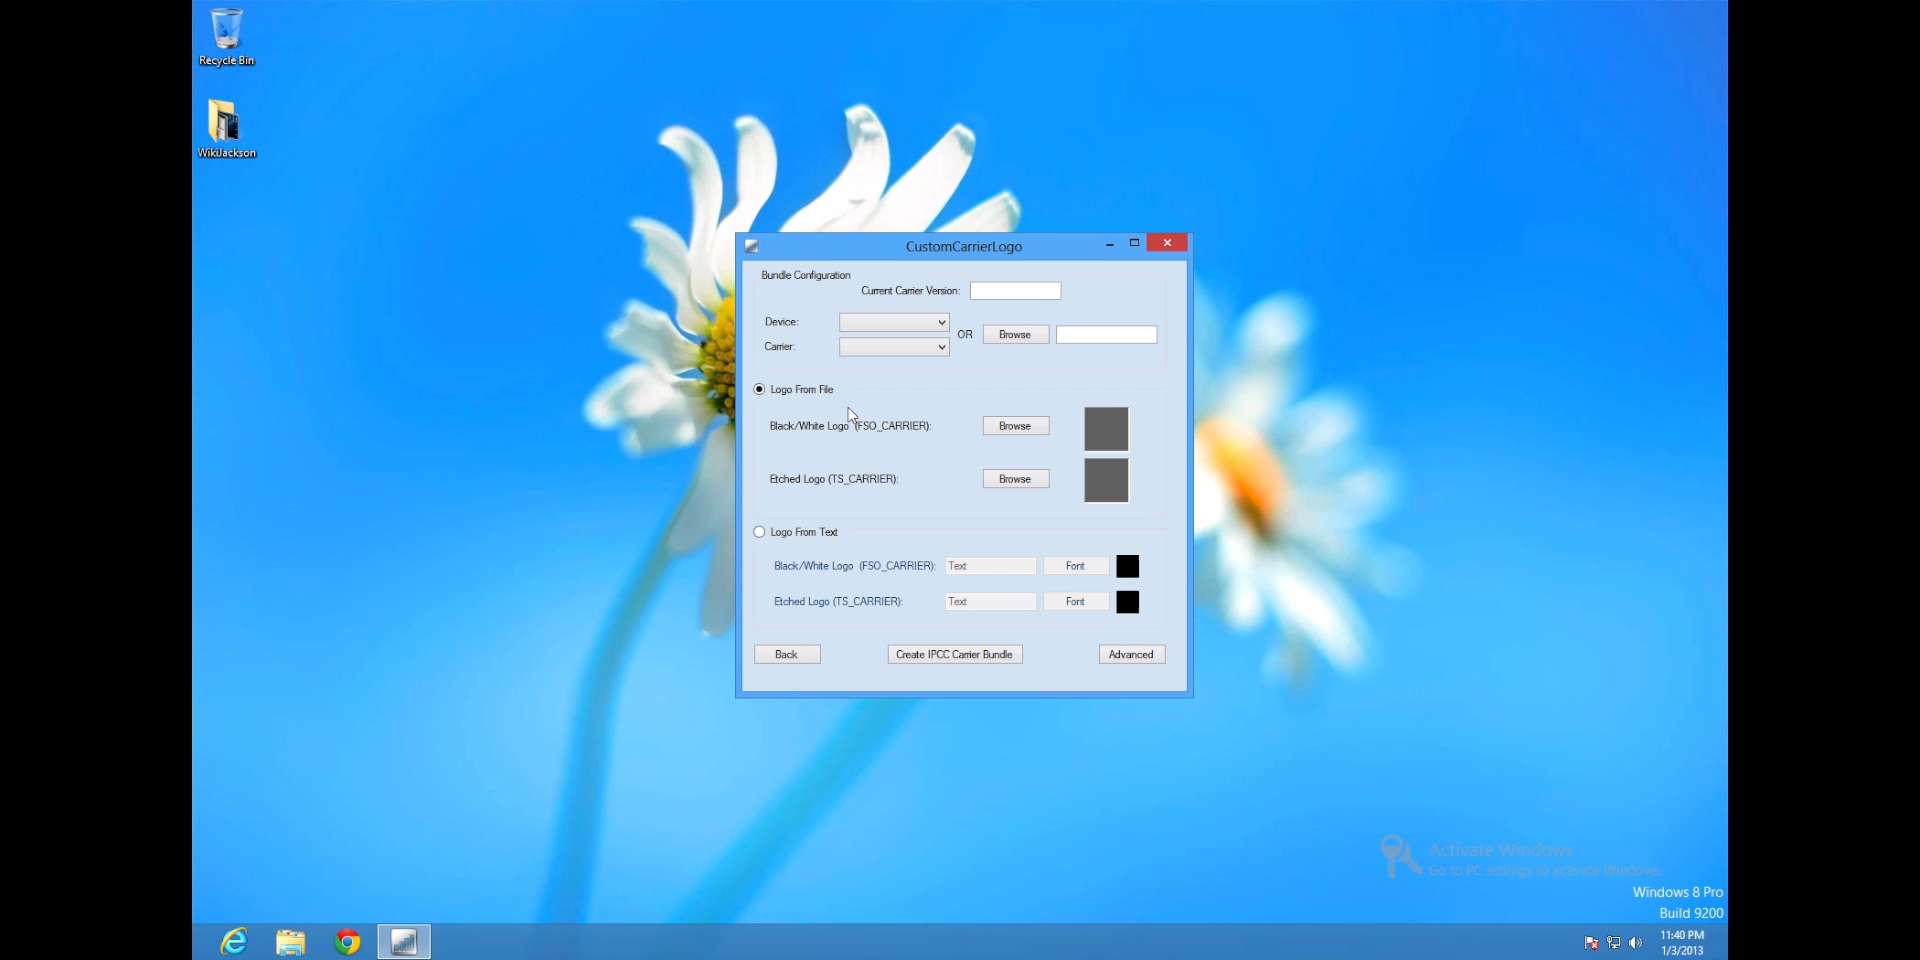 Recycle Bin
WikiJackson
CustomCarrierLogo
Bundle Configuration
Current Carrier Version:
Device:
Carrier:
OR
Browse
Logo From File
Black/White Logo (FSO_CARRIER):
Browse
Etched Logo (TS_CARRIER):
Browse
Logo From Text
Black/White Logo (FSO_CARRIER):
Text
Font
Etched Logo (TS_CARRIER):
Text
Font
Back
Create IPCC Carrier Bundle
Advanced
Activate Windows
Go to PC settings to activate Windows.
Windows 8 Pro
Build 9200
11:40 PM
1/3/2013